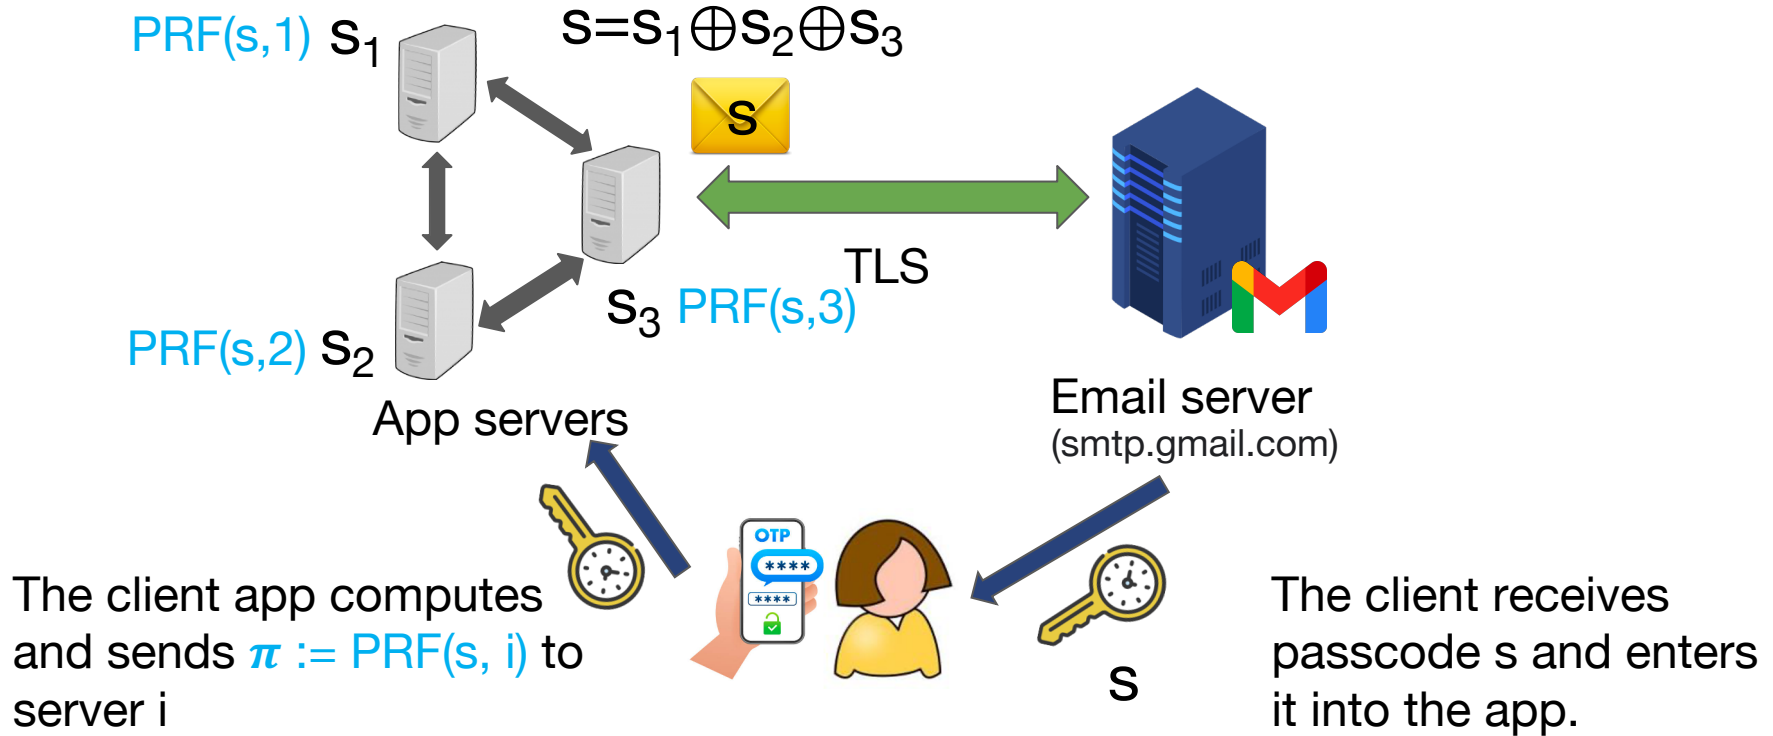 PRF(s,1) s₁
s=s₁⊕s₂⊕s₃
s
TLS
s₃ PRF(s,3)
PRF(s,2) s₂
App servers
Email server
(smtp.gmail.com)
OTP
****
****
The client app computes
and sends π := PRF(s, i) to
server i
s
The client receives
passcode s and enters
it into the app.